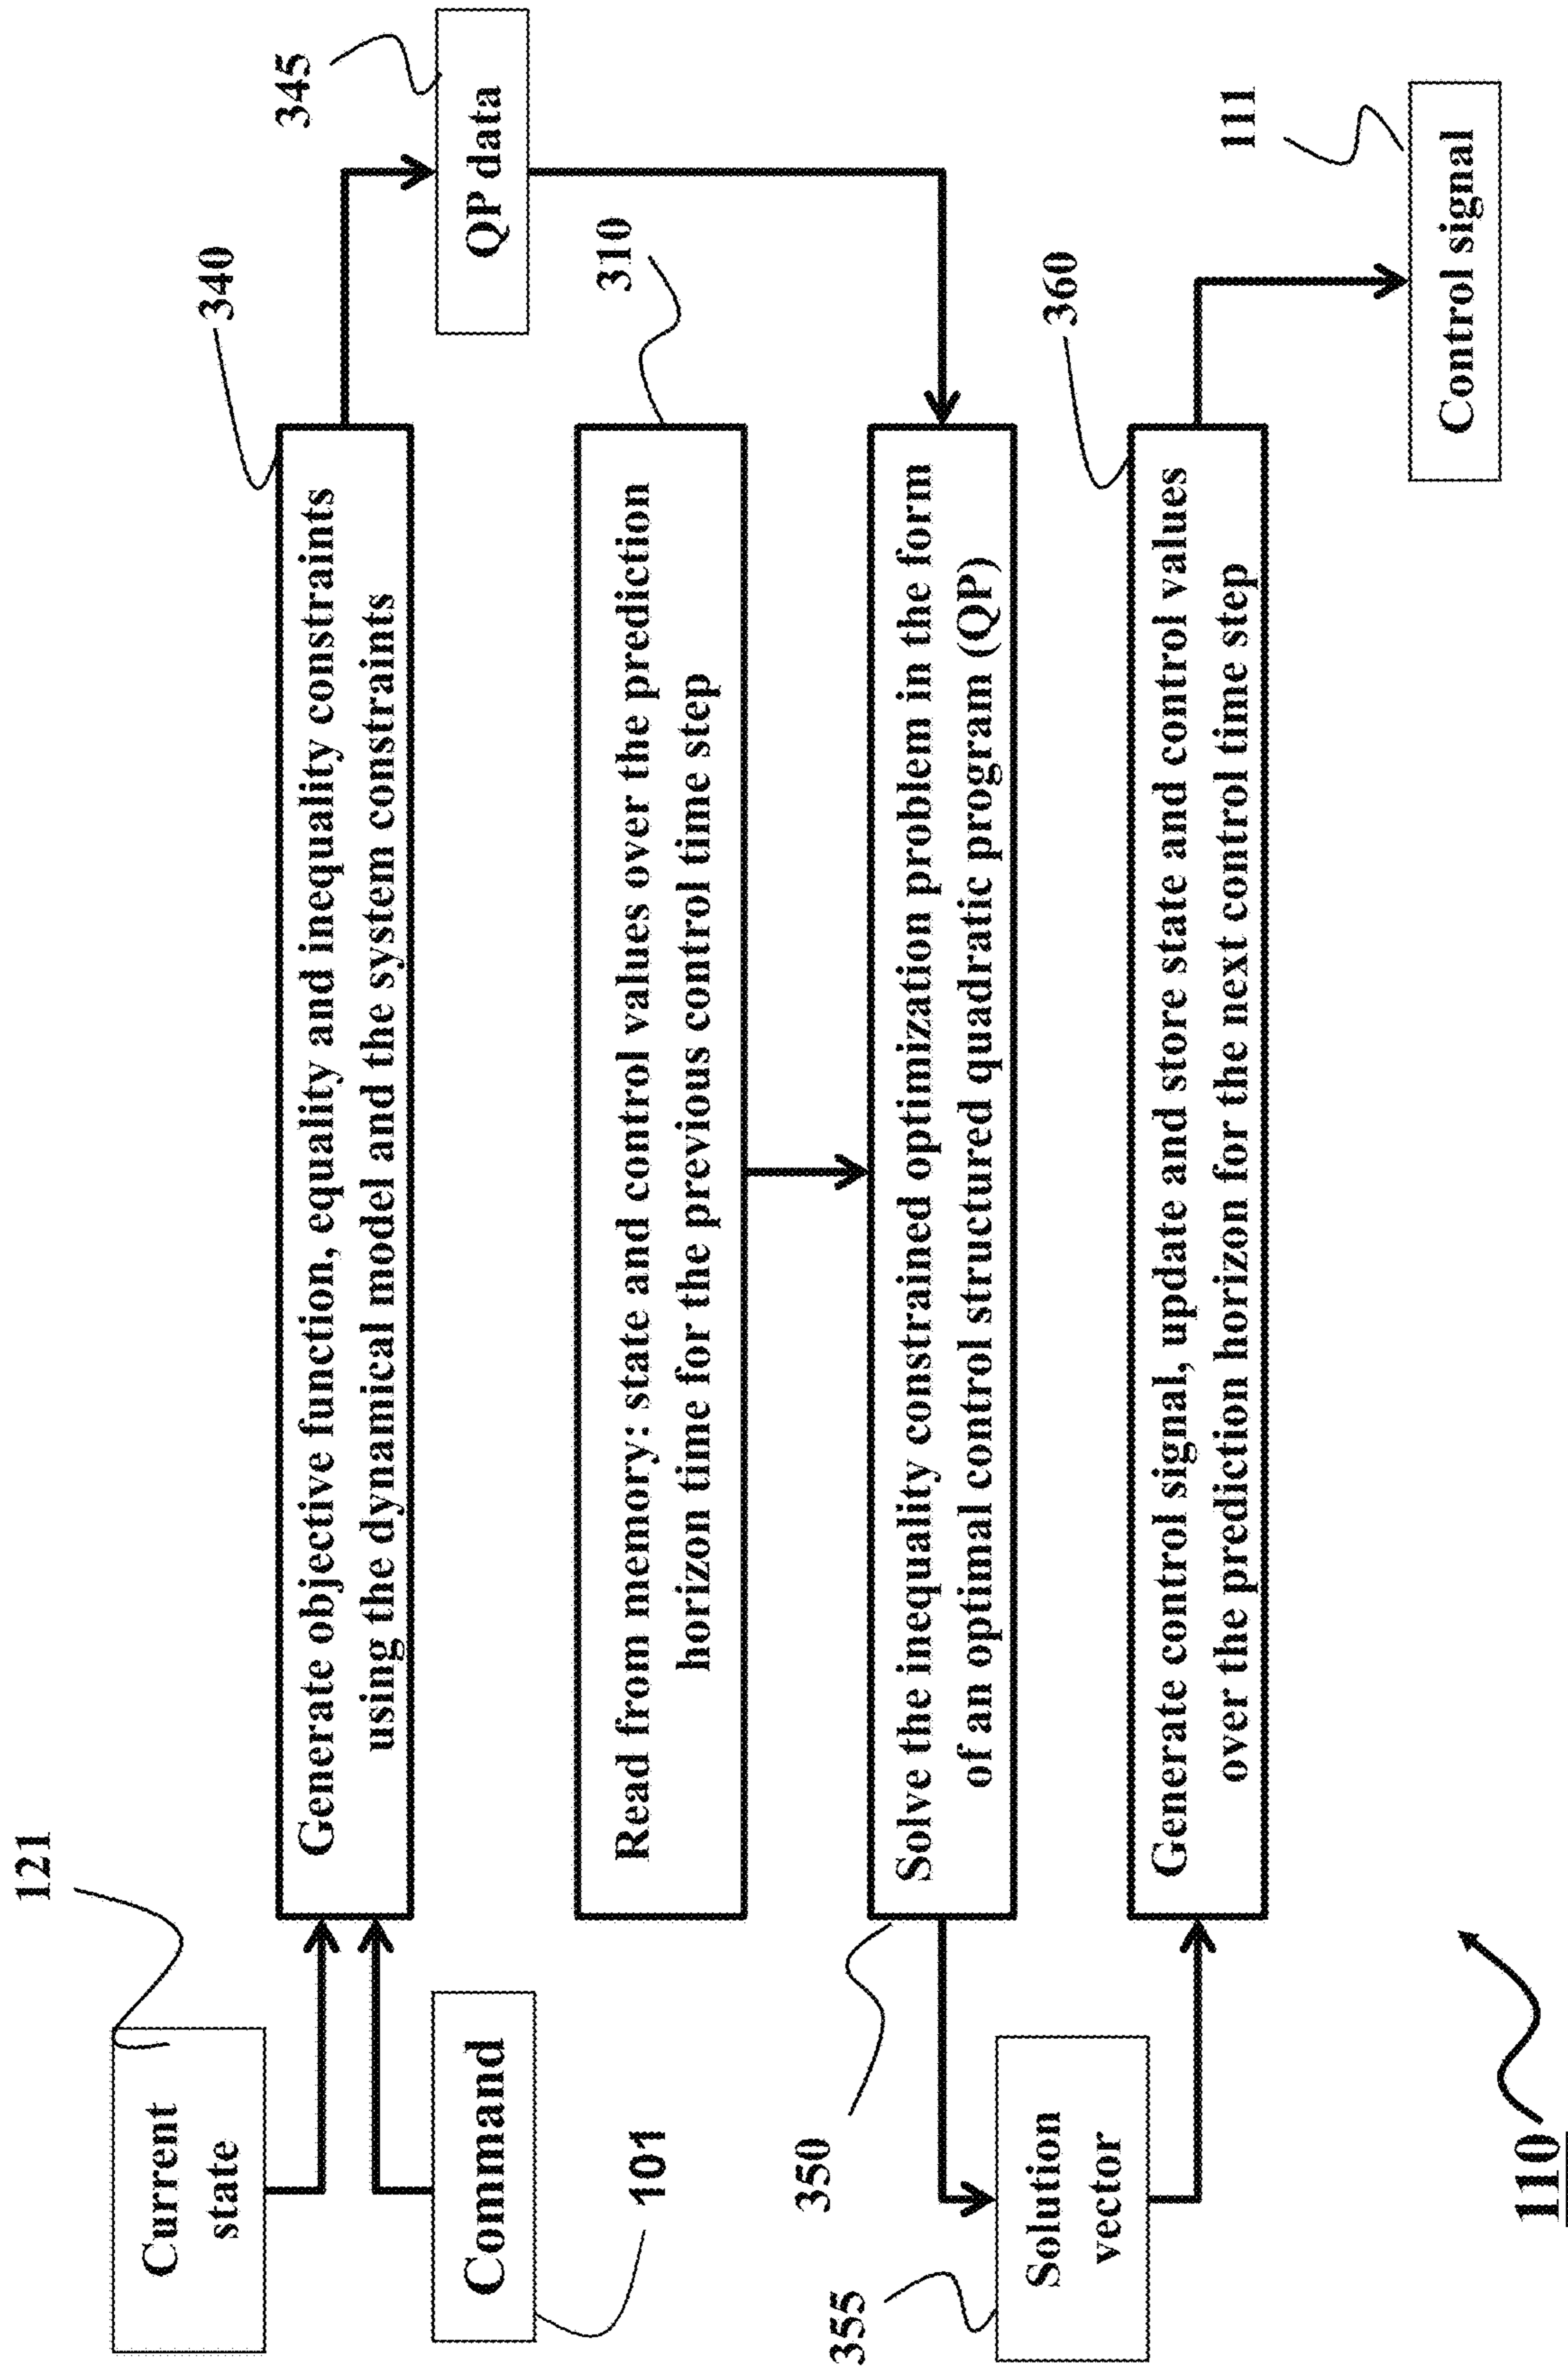 121
Current
state
Command
101
340
Generate objective function, equality and inequality constraints
using the dynamical model and the system constraints
345
QP data
310
Read from memory: state and control values over the prediction
horizon time for the previous control time step
350
Solve the inequality constrained optimization problem in the form
of an optimal control structured quadratic program (QP)
355
Solution
vector
360
Generate control signal, update and store state and control values
over the prediction horizon for the next control time step
111
Control signal
110